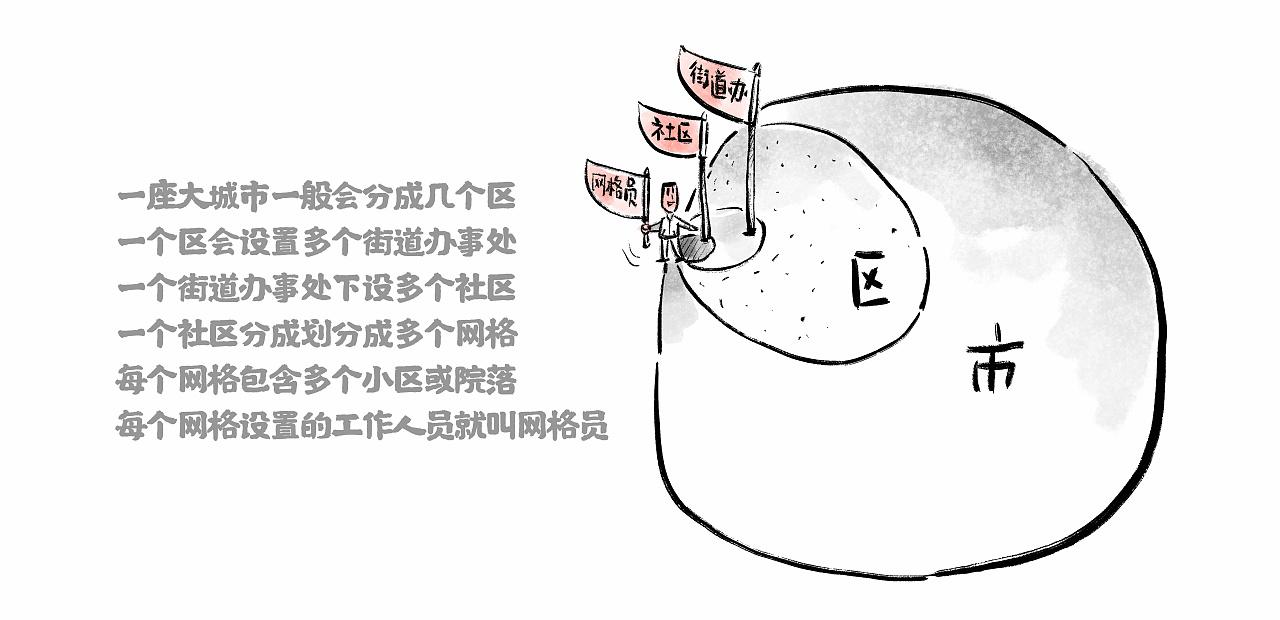 一座大城市一般会分成几个区
一个区会设置多个街道办事处
一个街道办事处下设多个社区
一个社区分成划分成多个网格
每个网格包含多个小区或院落
每个网格设置的工作人员就叫网格员
街道办
社区
网格员
区
市